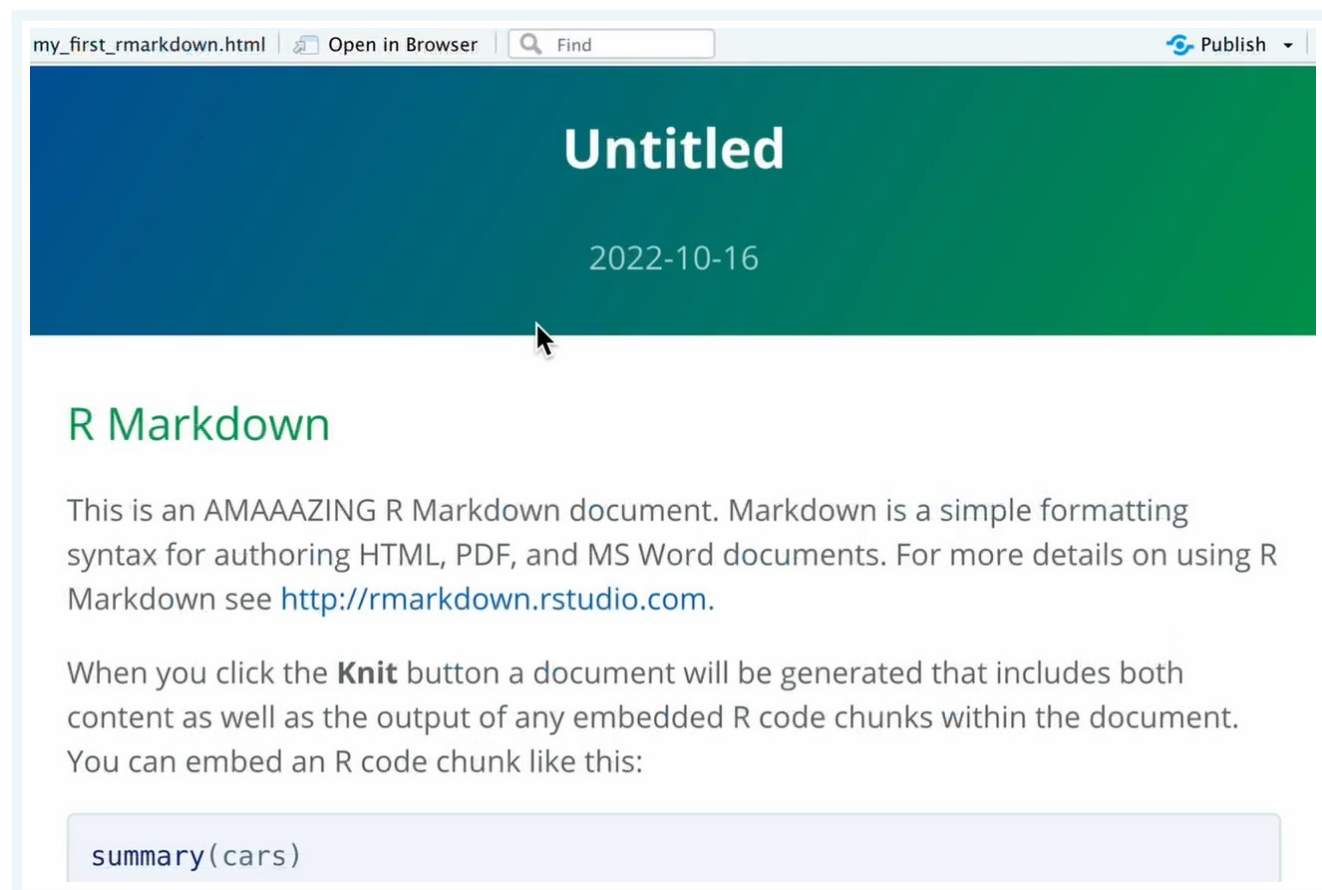 my_first_rmarkdown.html Open in Browser Find Publish
Untitled
2022-10-16
R Markdown
This is an AMAAAZING R Markdown document. Markdown is a simple formatting
syntax for authoring HTML, PDF, and MS Word documents. For more details on using R
Markdown see http://rmarkdown.rstudio.com.
When you click the Knit button a document will be generated that includes both
content as well as the output of any embedded R code chunks within the document.
You can embed an R code chunk like this:
summary(cars)